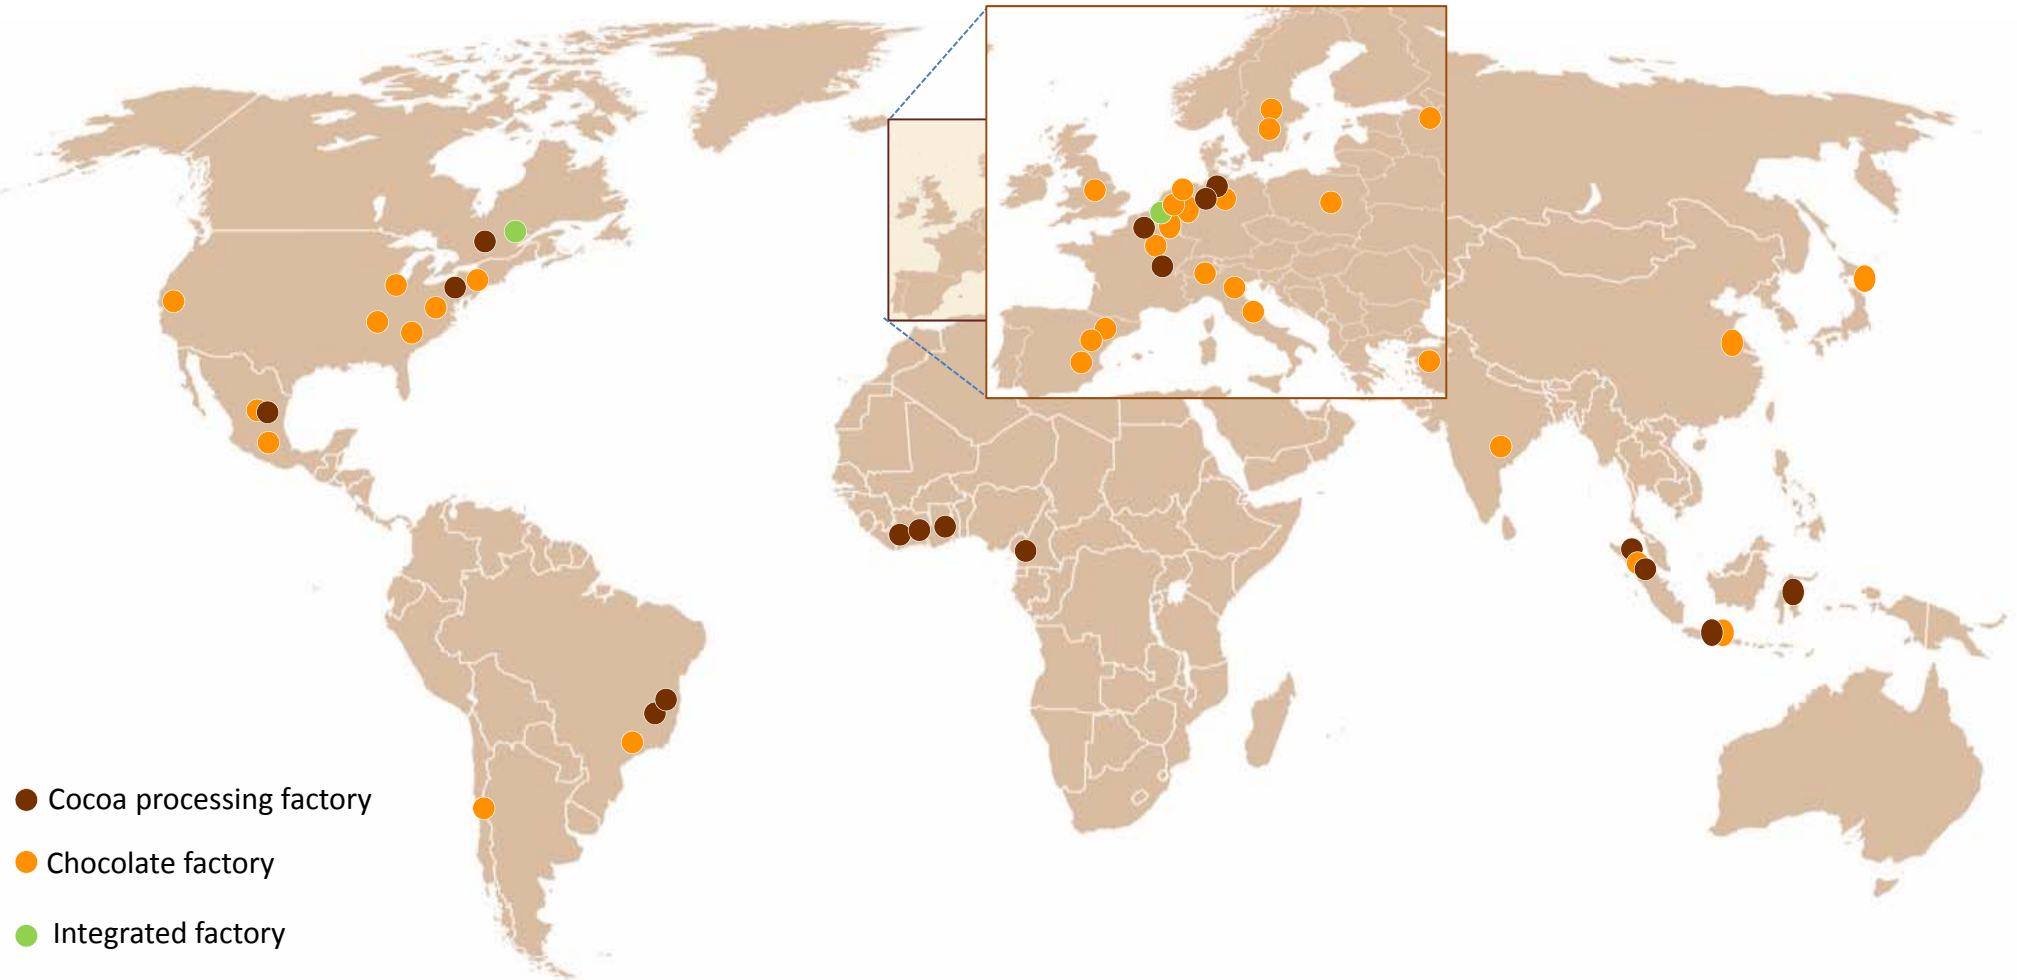 Cocoa processing factory
Chocolate factory
Integrated factory